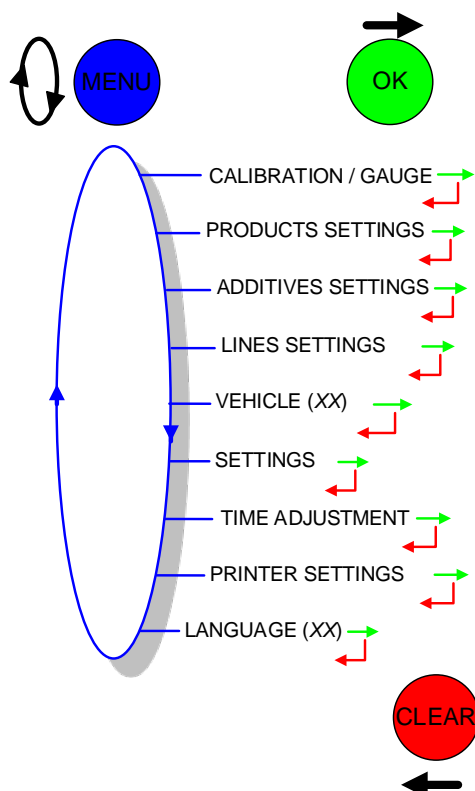 MENU
OK
CALIBRATION / GAUGE
PRODUCTS SETTINGS
ADDITIVES SETTINGS
LINES SETTINGS
VEHICLE (XX)
SETTINGS
TIME ADJUSTMENT
PRINTER SETTINGS
LANGUAGE (XX)
CLEAR